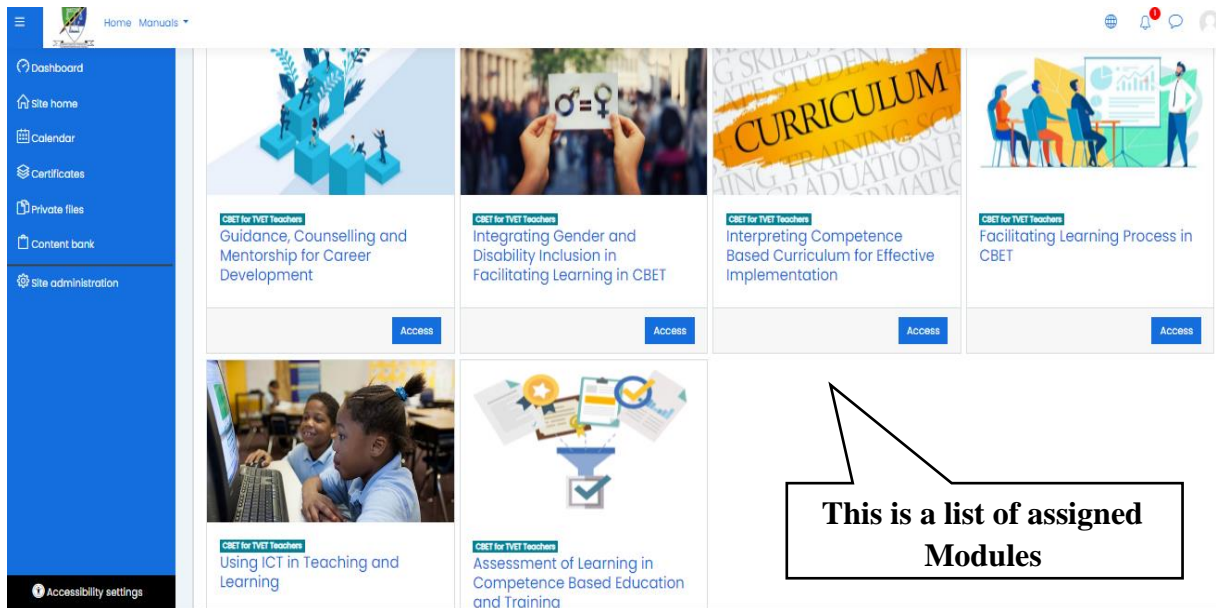 Home Manuals
1
Dashboard
Site home
Calendar
Certificates
Private files
Content bank
Site administration
Accessibility settings
G SKILLS
CURRICULUM
TRAINING
CBET for TVET Teachers
Guidance, Counselling and
Mentorship for Career
Development
Access
CBET for TVET Teachers
Integrating Gender and
Disability Inclusion in
Facilitating Learning in CBET
Access
CBET for TVET Teachers
Interpreting Competence
Based Curriculum for Effective
Implementation
Access
CBET for TVET Teachers
Facilitating Learning Process in
CBET
Access
CBET for TVET Teachers
Using ICT in Teaching and
Learning
CBET for TVET Teachers
Assessment of Learning in
Competence Based Education
and Training
This is a list of assigned
Modules